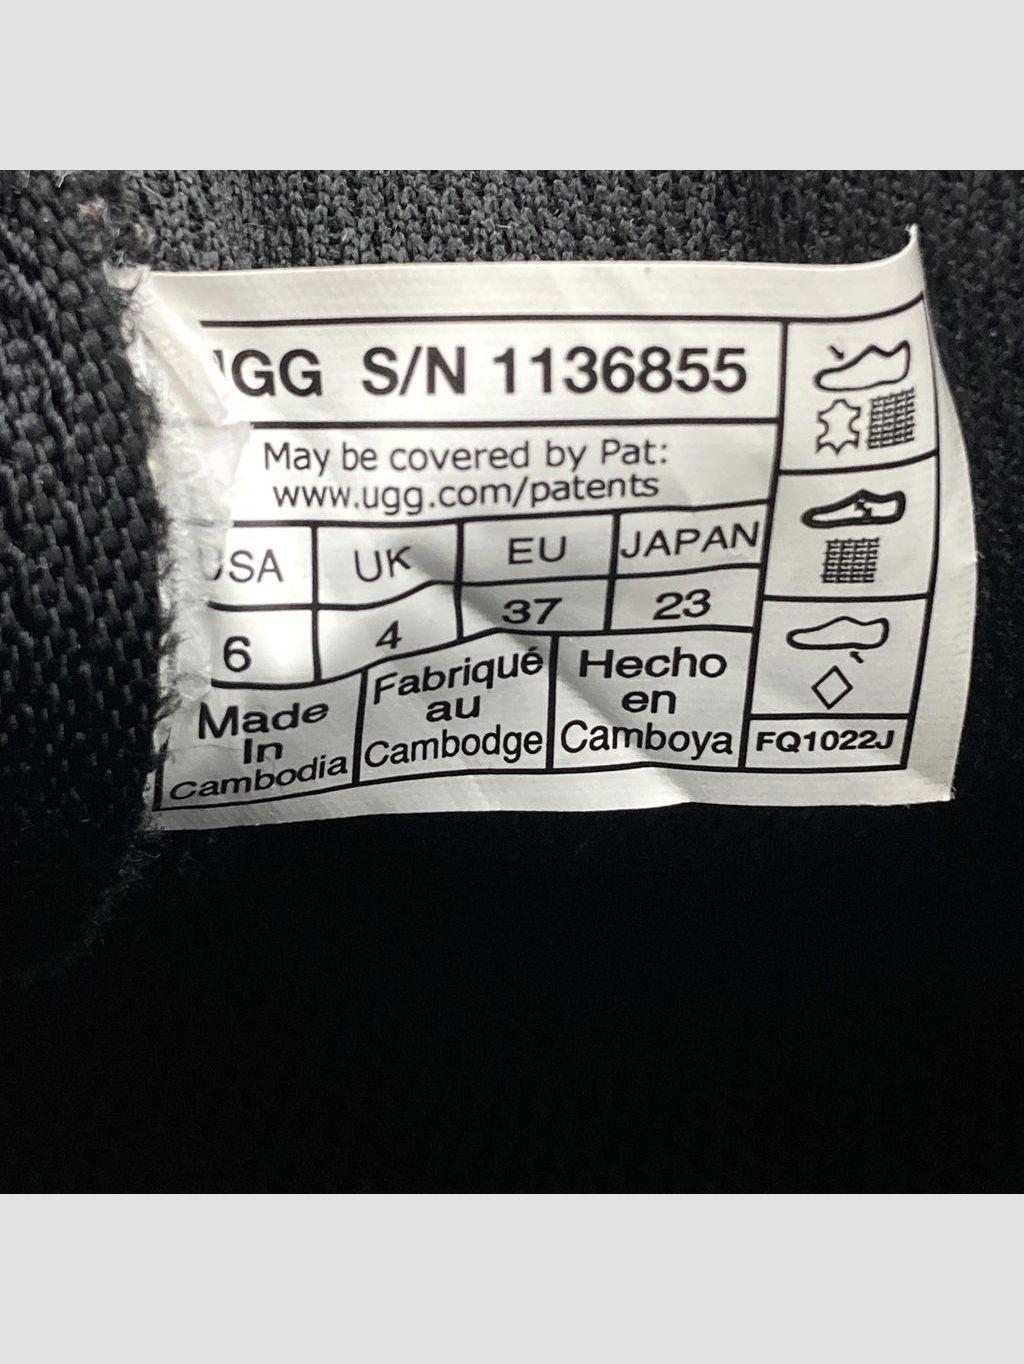 UGG S/N 1136855
May be covered by Pat:
www.ugg.com/patents
USA UK EU JAPAN
6 4 37 23
Made
In
Cambodia
Fabriqué
au
Cambodge
Hecho
en
Camboya
FQ1022J